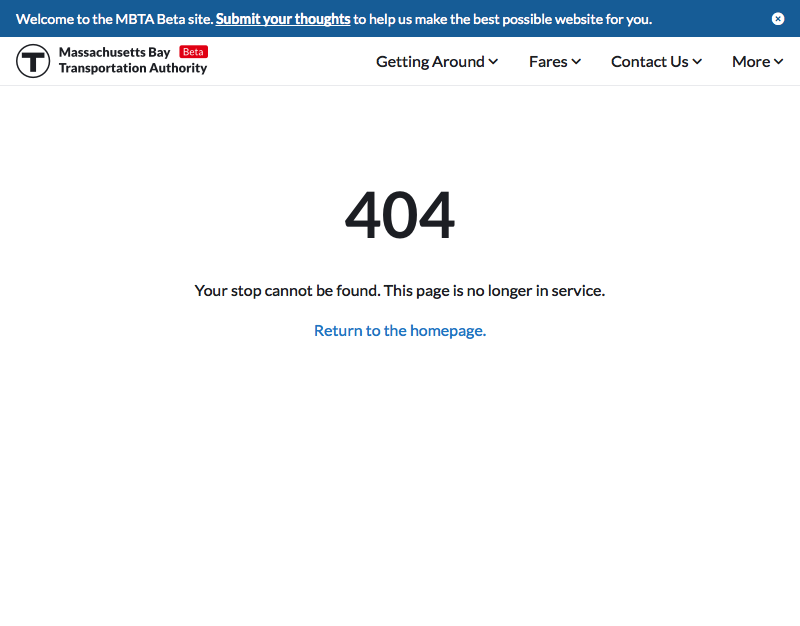 Welcome to the MBTA Beta site. Submit your thoughts to help us make the best possible website for you.
T
Massachusetts Bay Beta
Transportation Authority
Getting Around Fares Contact Us More
404
Your stop cannot be found. This page is no longer in service.
Return to the homepage.